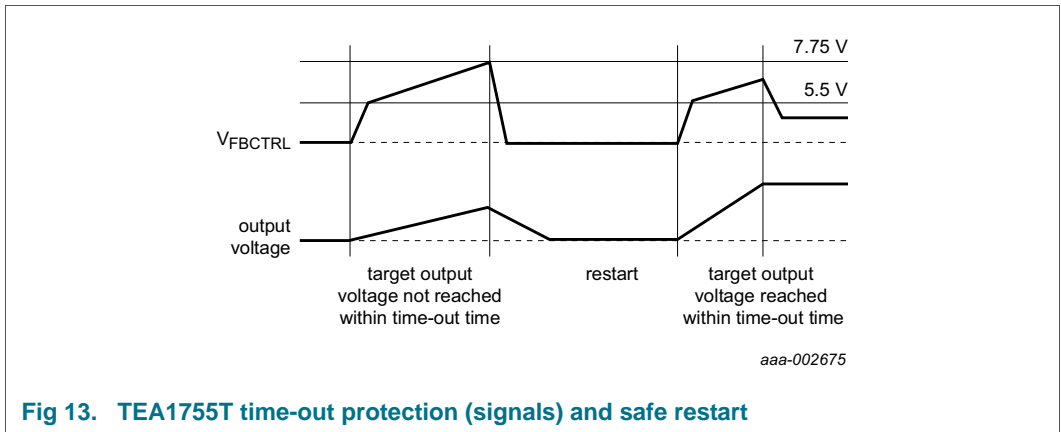 7.75 V
5.5 V
VFBCTRL
output
voltage
target output
voltage not reached
within time-out time
restart
target output
voltage reached
within time-out time
aaa-002675
Fig 13. TEA1755T time-out protection (signals) and safe restart